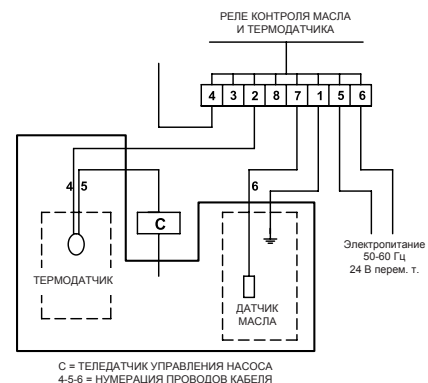 РЕЛЕ КОНТРОЛЯ МАСЛА
И ТЕРМОДАТЧИКА
4 3 2 8 7 1 5 6
4 5
6
С
ТЕРМОДАТЧИК
ДАТЧИК
МАСЛА
Электропитание
50-60 Гц
24 В перем. т.
С = ТЕЛЕДАТЧИК УПРАВЛЕНИЯ НАСОСА
4-5-6 = НУМЕРАЦИЯ ПРОВОДОВ КАБЕЛЯ